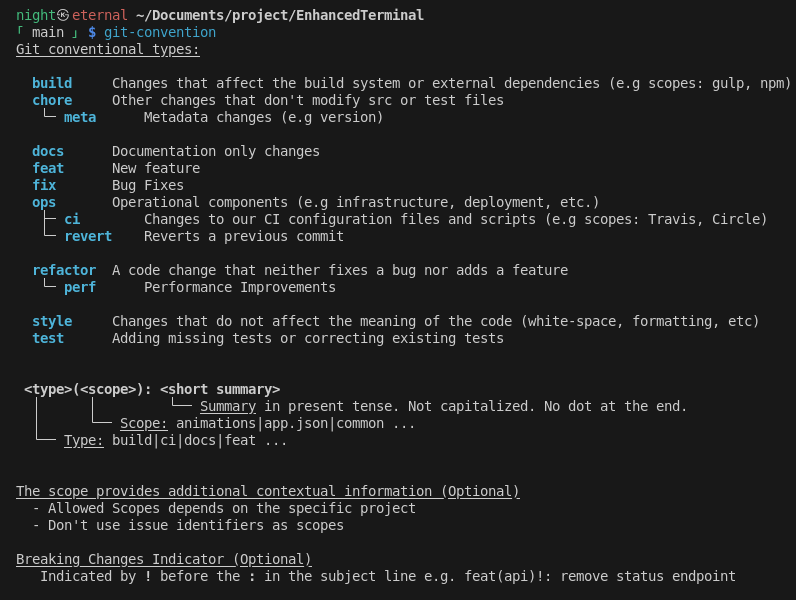 night㉿eternal ~/Documents/project/EnhancedTerminal
「 main 」 $ git-convention
Git conventional types:
build Changes that affect the build system or external dependencies (e.g scopes: gulp, npm)
chore Other changes that don't modify src or test files
└─ meta Metadata changes (e.g version)
docs Documentation only changes
feat New feature
fix Bug Fixes
ops Operational components (e.g infrastructure, deployment, etc.)
├─ ci Changes to our CI configuration files and scripts (e.g scopes: Travis, Circle)
└─ revert Reverts a previous commit
refactor A code change that neither fixes a bug nor adds a feature
└─ perf Performance Improvements
style Changes that do not affect the meaning of the code (white-space, formatting, etc)
test Adding missing tests or correcting existing tests
<type>(<scope>): <short summary>
│ │ └── Summary in present tense. Not capitalized. No dot at the end.
│ └── Scope: animations|app.json|common ...
└── Type: build|ci|docs|feat ...
The scope provides additional contextual information (Optional)
- Allowed Scopes depends on the specific project
- Don't use issue identifiers as scopes
Breaking Changes Indicator (Optional)
Indicated by ! before the : in the subject line e.g. feat(api)!: remove status endpoint